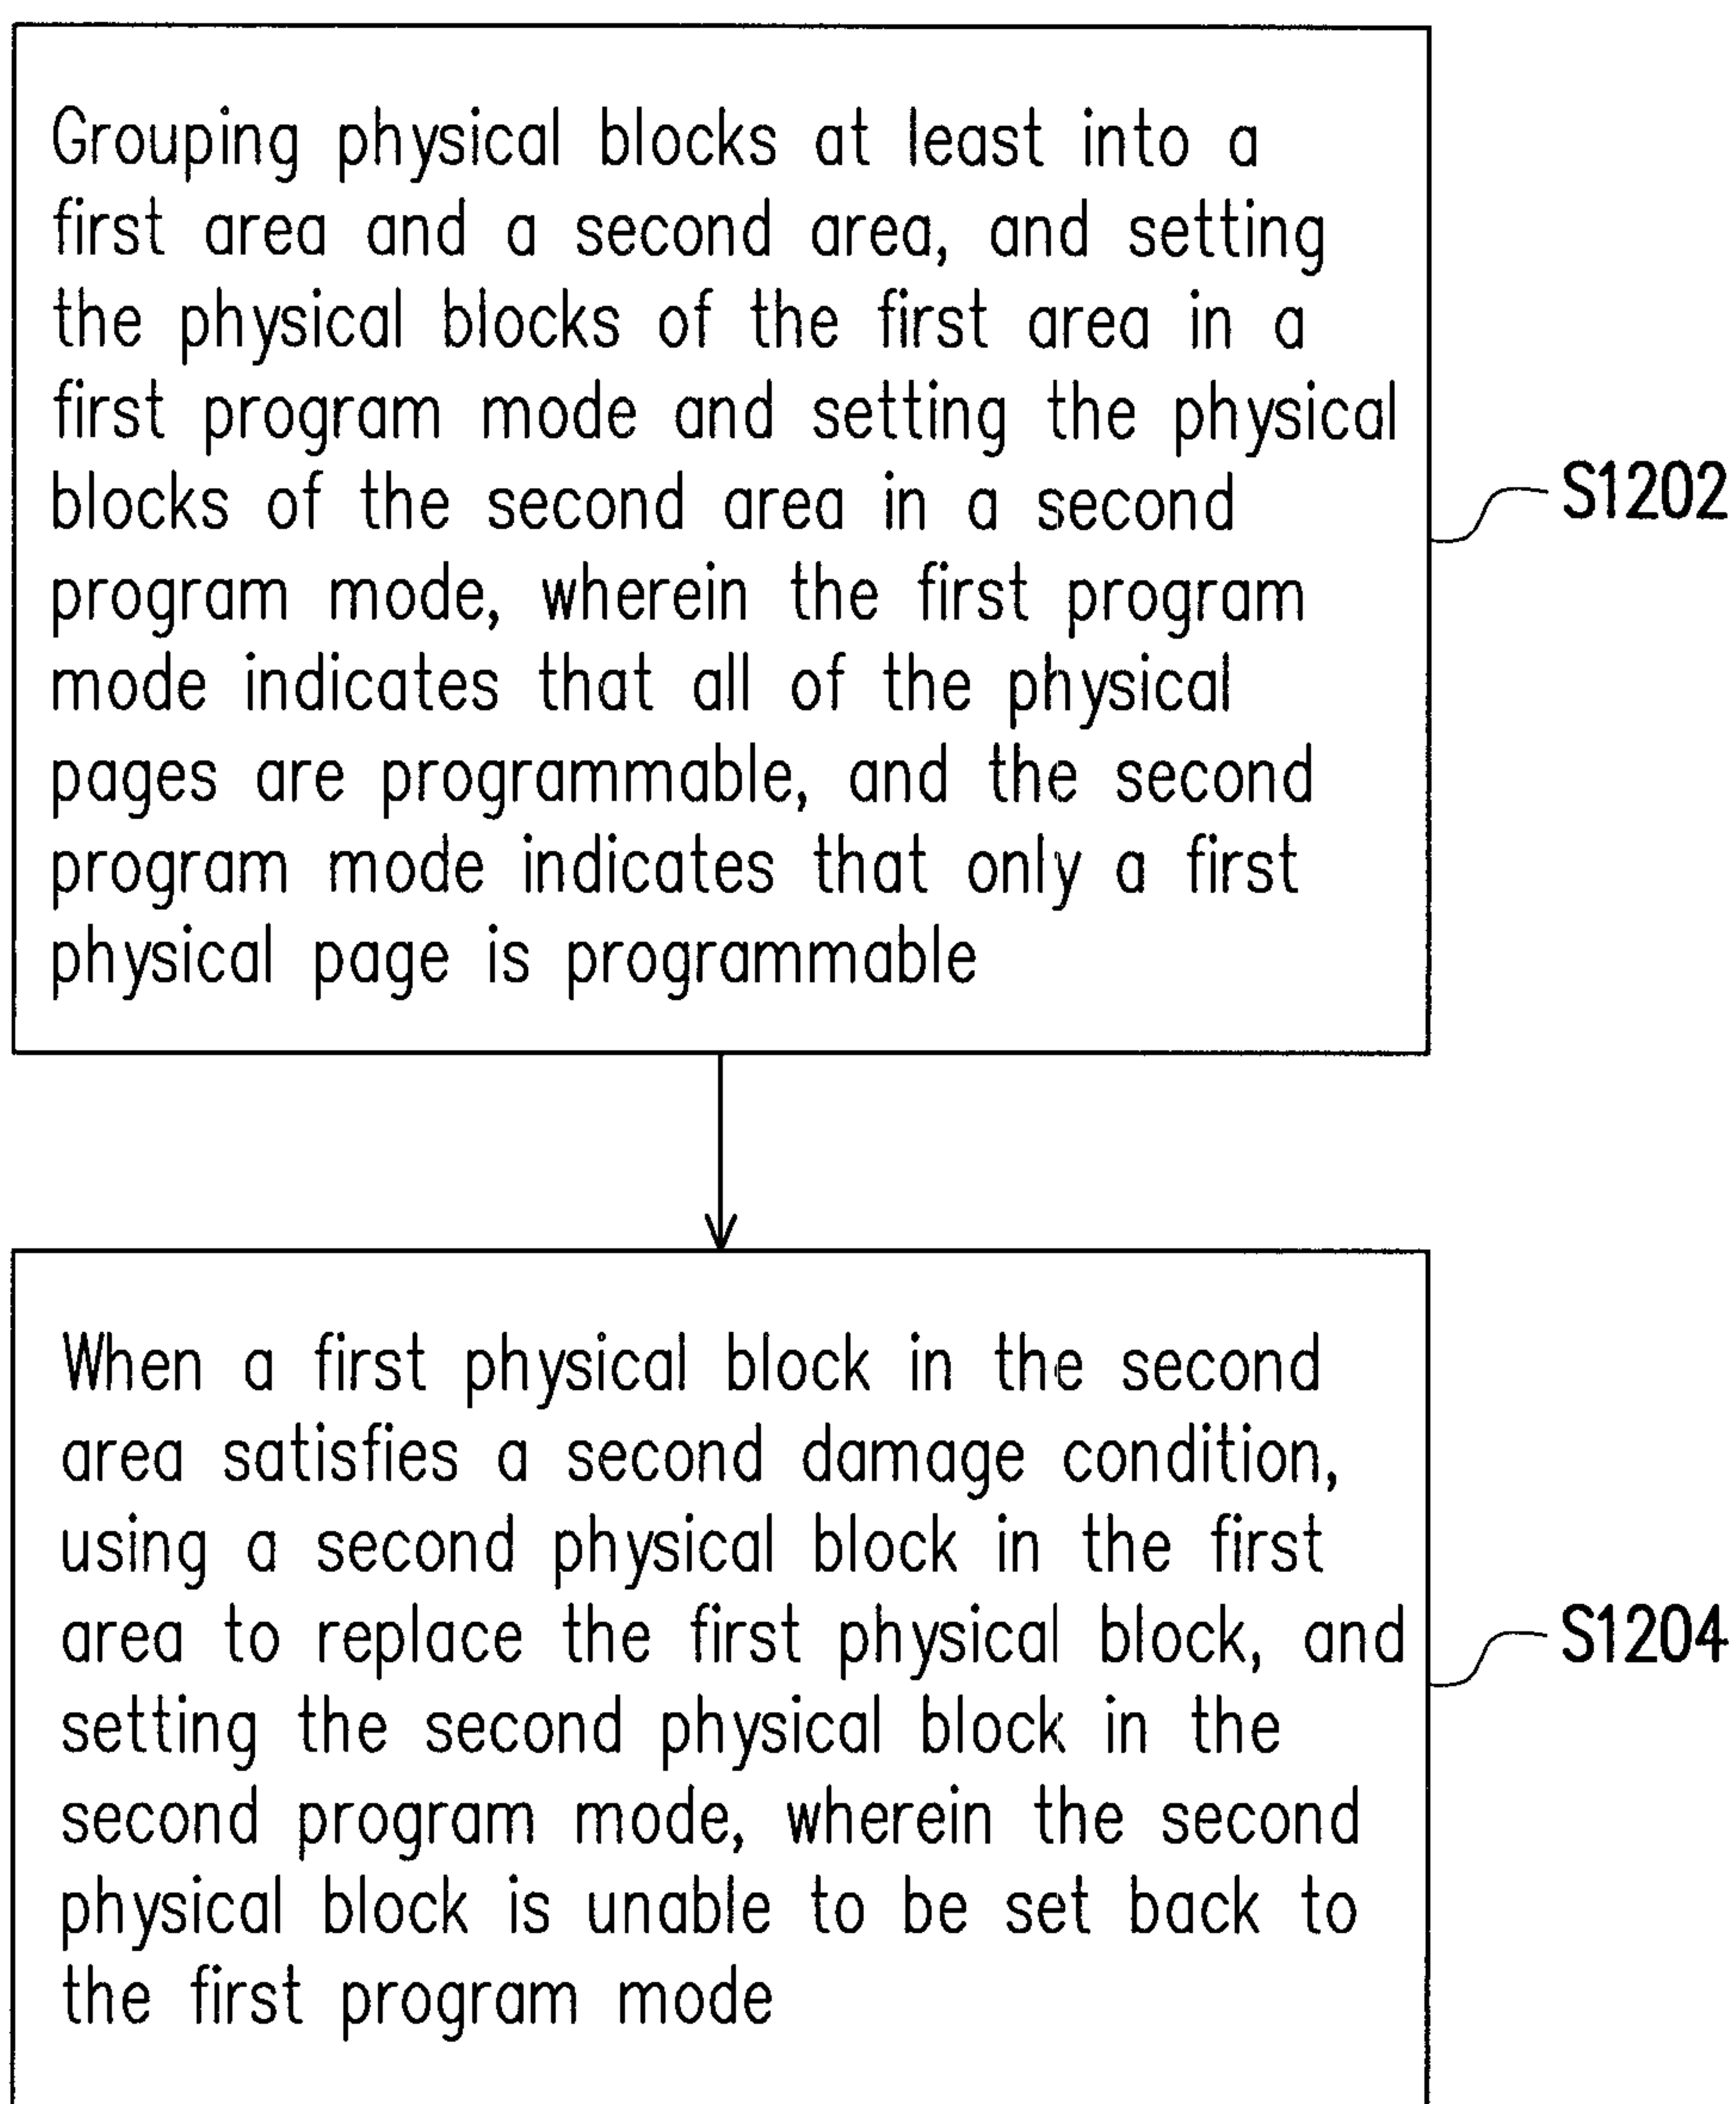 Grouping physical blocks at least into a
first area and a second area, and setting
the physical blocks of the first area in a
first program mode and setting the physical
blocks of the second area in a second
program mode, wherein the first program
mode indicates that all of the physical
pages are programmable, and the second
program mode indicates that only a first
physical page is programmable
S1202
When a first physical block in the second
area satisfies a second damage condition,
using a second physical block in the first
area to replace the first physical block, and
setting the second physical block in the
second program mode, wherein the second
physical block is unable to be set back to
the first program mode
S1204